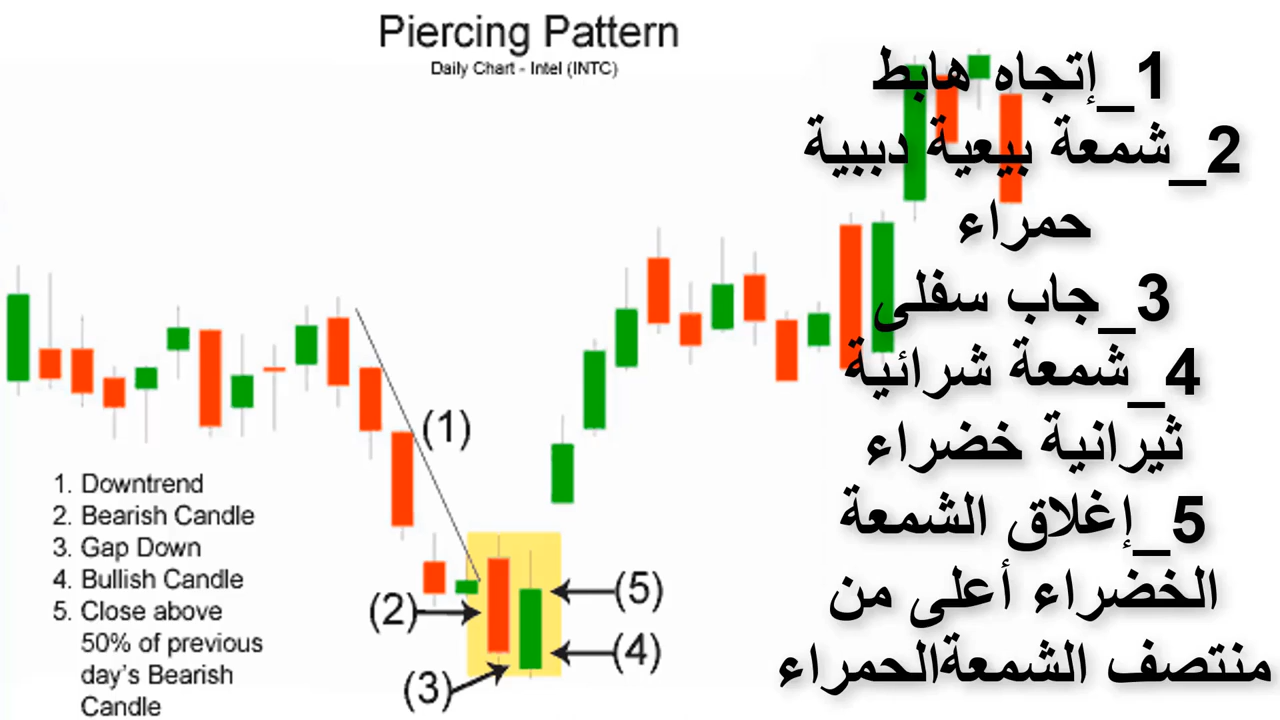 Piercing Pattern
Daily Chart - Intel (INTC)
1_إتجاه هابط
2_شمعة بيعية دببية
حمراء
3_جاب سفلى
4_شمعة شرائية
ثيرانية خضراء
5_إغلاق الشمعة
الخضراء أعلى من
منتصف الشمعةالحمراء
(1)
(2)
(3)
(5)
(4)
1. Downtrend
2. Bearish Candle
3. Gap Down
4. Bullish Candle
5. Close above
50% of previous
day's Bearish
Candle